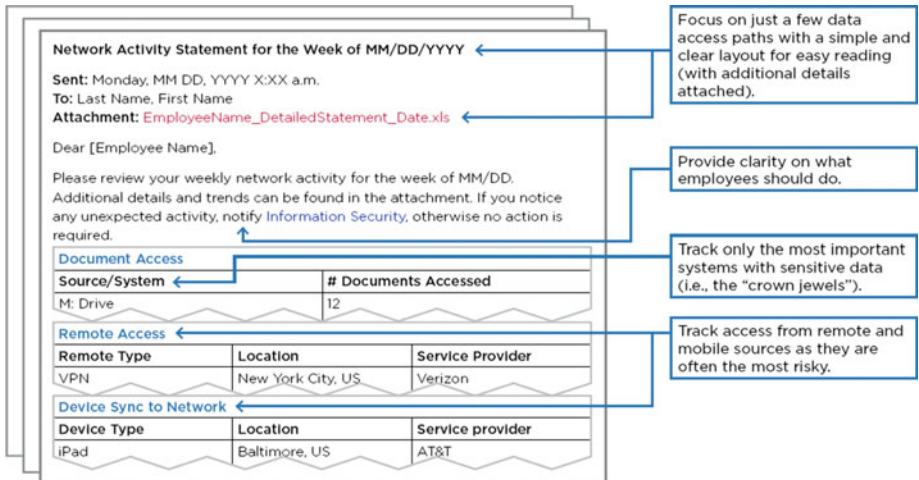 Network Activity Statement for the Week of MM/DD/YYYY
Sent: Monday, MM DD, YYYY X:XX a.m.
To: Last Name, First Name
Attachment: EmployeeName_DetailedStatement_Date.xls
Dear [Employee Name],
Please review your weekly network activity for the week of MM/DD.
Additional details and trends can be found in the attachment. If you notice
any unexpected activity, notify Information Security, otherwise no action is
required.
Document Access
Source/System # Documents Accessed
M: Drive 12
Remote Access
Remote Type Location Service Provider
VPN New York City, US Verizon
Device Sync to Network
Device Type Location Service provider
iPad Baltimore, US AT&T
Focus on just a few data
access paths with a simple and
clear layout for easy reading
(with additional details
attached).
Provide clarity on what
employees should do.
Track only the most important
systems with sensitive data
(i.e., the “crown jewels”).
Track access from remote and
mobile sources as they are
often the most risky.